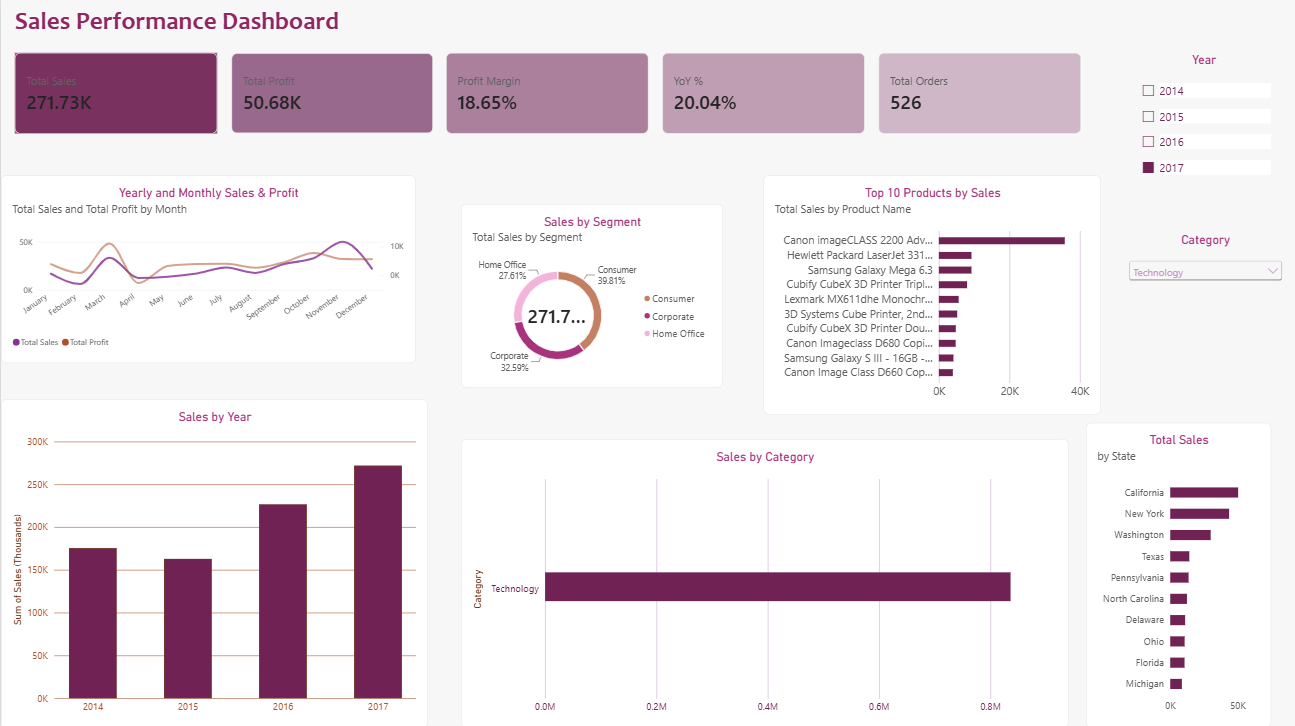 Sales Performance Dashboard
Total Sales
271.73K
Total Profit
50.68K
Profit Margin
18.65%
YoY %
20.04%
Total Orders
526
Year
2014
2015
2016
2017
Category
Technology
Yearly and Monthly Sales & Profit
Total Sales and Total Profit by Month
50K
0K
10K
0K
January
February
March
April
May
June
July
August
September
October
November
December
Total Sales
Total Profit
Sales by Segment
Total Sales by Segment
Home Office
27.61%
Consumer
39.81%
271.7...
Corporate
32.59%
Consumer
Corporate
Home Office
Top 10 Products by Sales
Total Sales by Product Name
Canon imageCLASS 2200 Adv...
Hewlett Packard LaserJet 331...
Samsung Galaxy Mega 6.3
Cubify CubeX 3D Printer Tripl...
Lexmark MX611dhe Monochr...
3D Systems Cube Printer, 2nd...
Cubify CubeX 3D Printer Dou...
Canon Imageclass D680 Copi...
Samsung Galaxy S III - 16GB -...
Canon Image Class D660 Cop...
0K
20K
40K
Sales by Year
Sum of Sales (Thousands)
300K
250K
200K
150K
100K
50K
0K
2014
2015
2016
2017
Sales by Category
Category
Technology
0.0M
0.2M
0.4M
0.6M
0.8M
Total Sales
by State
California
New York
Washington
Texas
Pennsylvania
North Carolina
Delaware
Ohio
Florida
Michigan
0K
50K